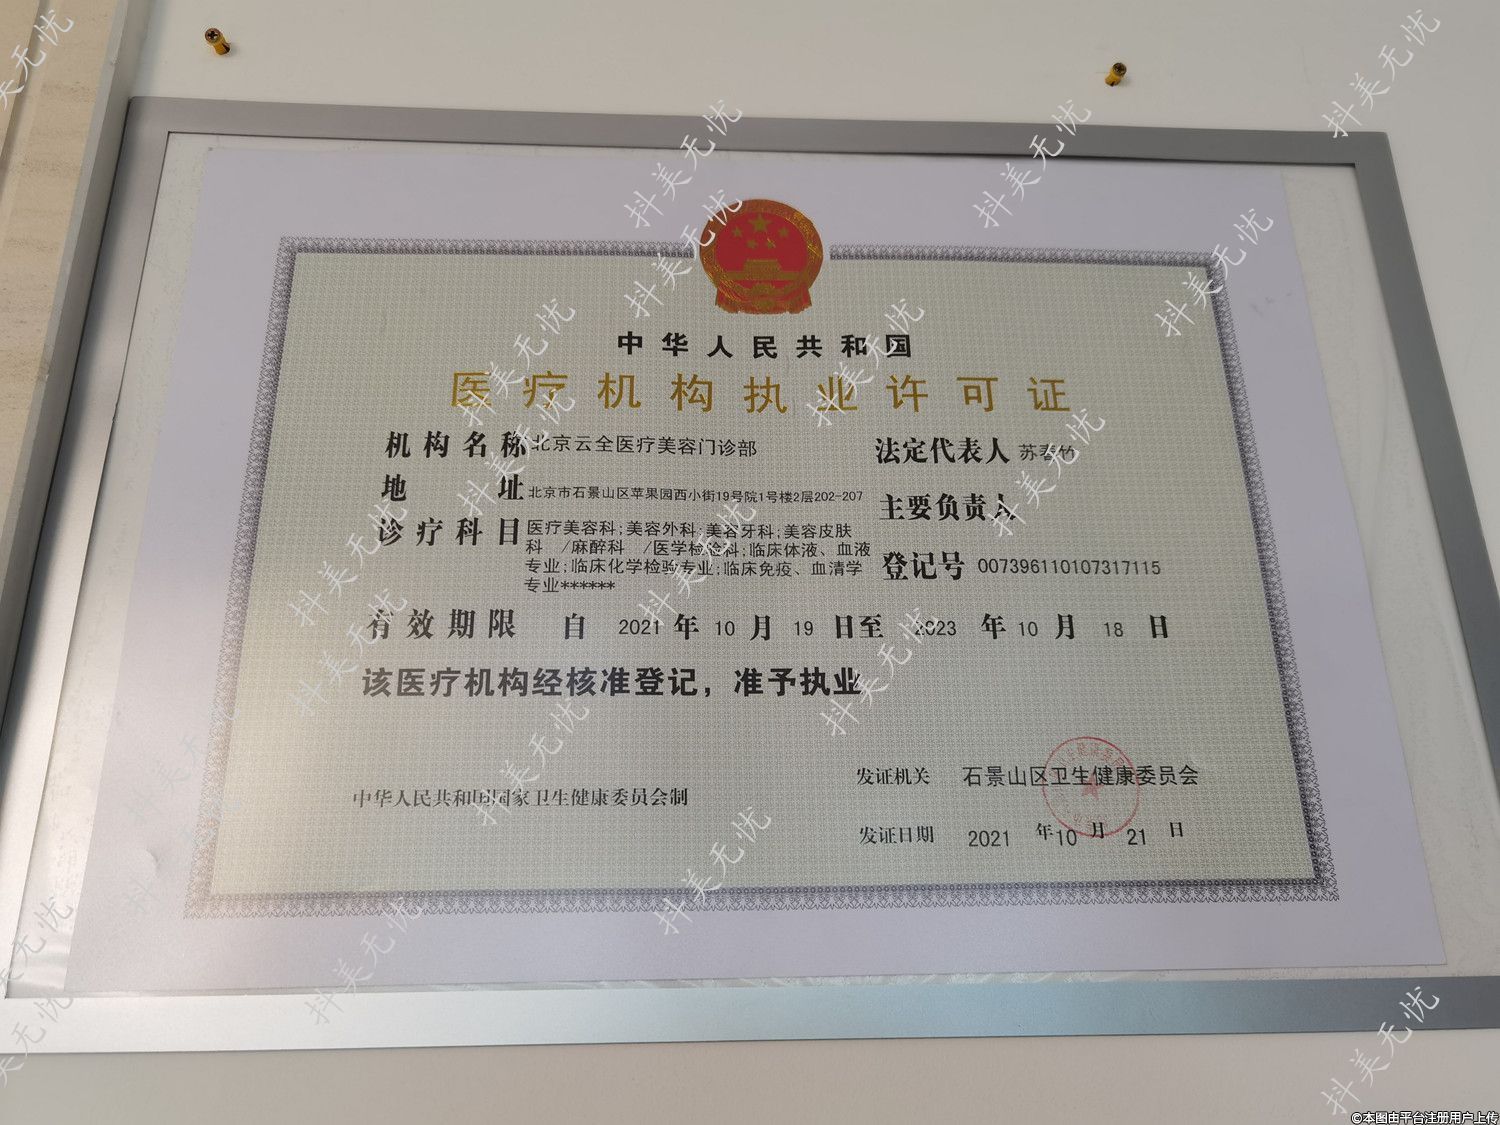 中华人民共和国
医疗机构执业许可证
机构名称 北京云全医疗美容门诊部
法定代表人 苏春竹
地址 北京市石景山区苹果园西小街19号院1号楼2层202-207
主要负责人
诊疗科目 医疗美容科;美容外科;美容牙科;美容皮肤
科 /麻醉科 /医学检验科;临床体液、血液
专业;临床化学检验专业;临床免疫、血清学
专业******
登记号 007396110107317115
有效期限 自 2021 年 10 月 19 日至 2023 年 10 月 18 日
该医疗机构经核准登记，准予执业
发证机关 石景山区卫生健康委员会
中华人民共和国国家卫生健康委员会制
发证日期 2021 年 10 月 21 日
抖美无忧
©本图由平台注册用户上传